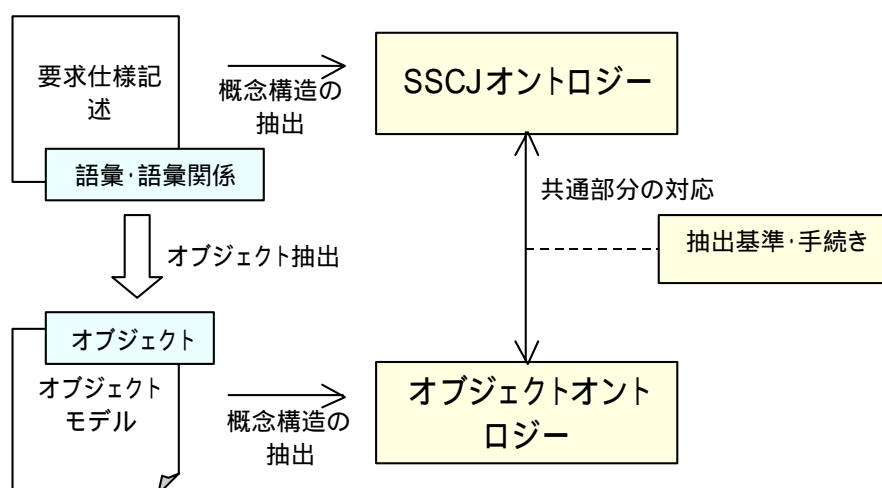 要求仕様記
述
概念構造の
抽出
SSCJオントロジー
語彙・語彙関係
共通部分の対応
抽出基準・手続き
オブジェクト抽出
オブジェクト
オブジェクト
モデル
概念構造の
抽出
オブジェクトオント
ロジー